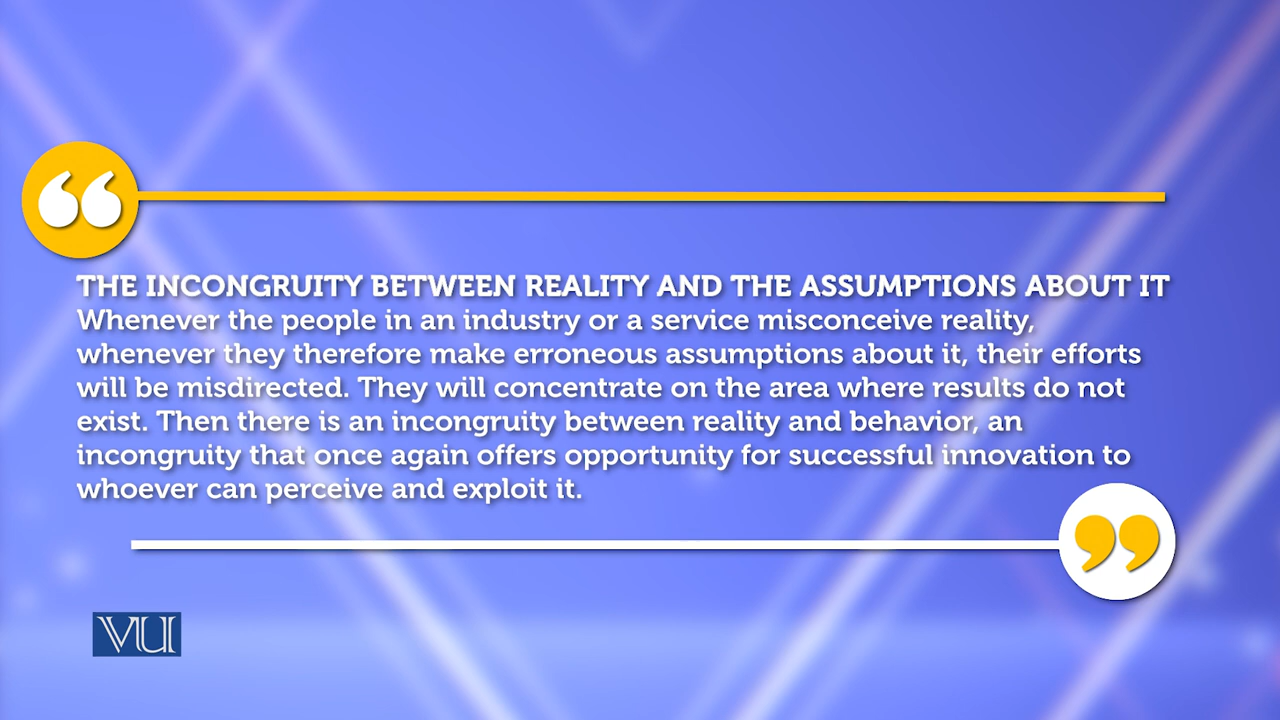 THE INCONGRUITY BETWEEN REALITY AND THE ASSUMPTIONS ABOUT IT
Whenever the people in an industry or a service misconceive reality,
whenever they therefore make erroneous assumptions about it, their efforts
will be misdirected. They will concentrate on the area where results do not
exist. Then there is an incongruity between reality and behavior, an
incongruity that once again offers opportunity for successful innovation to
whoever can perceive and exploit it.
VU